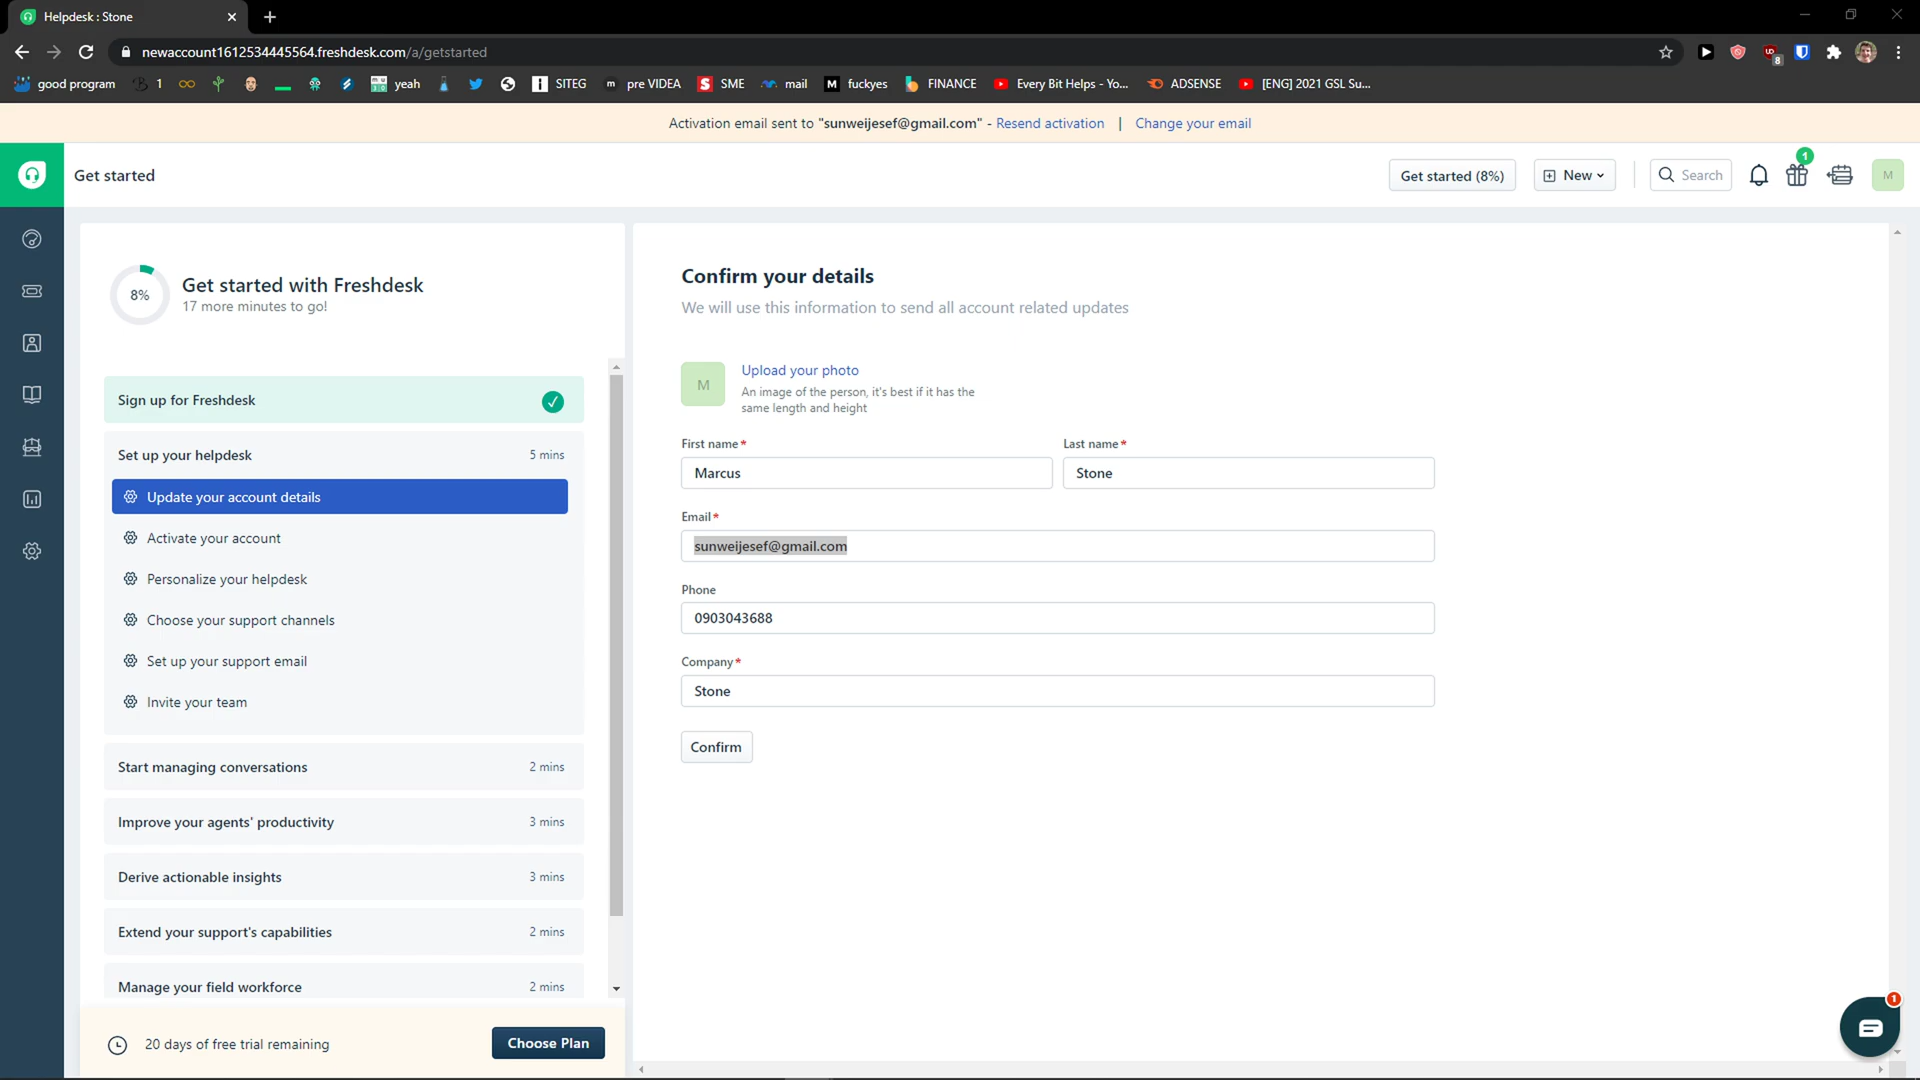 Helpdesk : Stone
newaccount1612534445564.freshdesk.com/a/getstarted
8
good program
1
yeah
SITEG
pre VIDEA
SME
mail
fuckyes
FINANCE
Every Bit Helps - Yo...
ADSENSE
[ENG] 2021 GSL Su...
Activation email sent to "sunweijesef@gmail.com" - Resend activation | Change your email
Get started
Get started (8%)
New
Search
1
M
8%
Get started with Freshdesk
17 more minutes to go!
Sign up for Freshdesk
Set up your helpdesk 5 mins
Update your account details
Activate your account
Personalize your helpdesk
Choose your support channels
Set up your support email
Invite your team
Start managing conversations 2 mins
Improve your agents' productivity 3 mins
Derive actionable insights 3 mins
Extend your support's capabilities 2 mins
Manage your field workforce 2 mins
20 days of free trial remaining
Choose Plan
Confirm your details
We will use this information to send all account related updates
M
Upload your photo
An image of the person, it's best if it has the
same length and height
First name* Last name*
Marcus Stone
Email*
sunweijesef@gmail.com
Phone
0903043688
Company*
Stone
Confirm
1